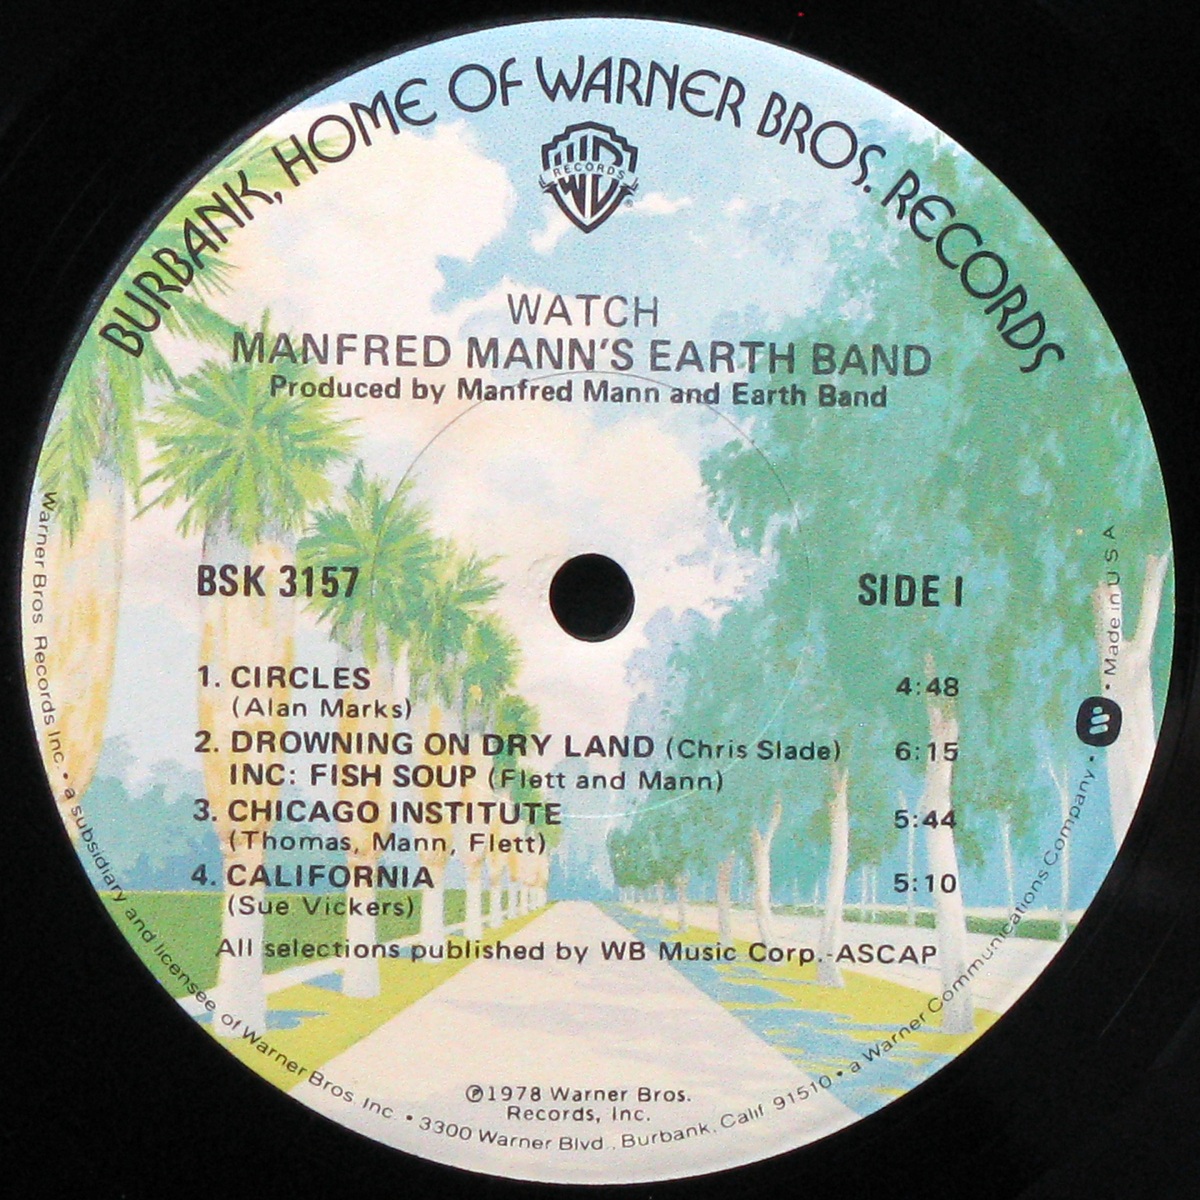 BURBANK, HOME OF WARNER BROS. RECORDS
RECORDS
WATCH
MANFRED MANN'S EARTH BAND
Produced by Manfred Mann and Earth Band
BSK 3157
SIDE 1
1. CIRCLES 4:48
(Alan Marks)
2. DROWNING ON DRY LAND (Chris Slade) 6:15
INC: FISH SOUP (Flett and Mann)
3. CHICAGO INSTITUTE 5:44
(Thomas, Mann, Flett)
4. CALIFORNIA 5:10
(Sue Vickers)
All selections published by WB Music Corp.-ASCAP
℗1978 Warner Bros.
Records, Inc.
Warner Bros. Records Inc. • a subsidiary and licensee of Warner Bros. Inc. • 3300 Warner Blvd., Burbank, Calif. 91510 • a Warner Communications Company • Made in USA